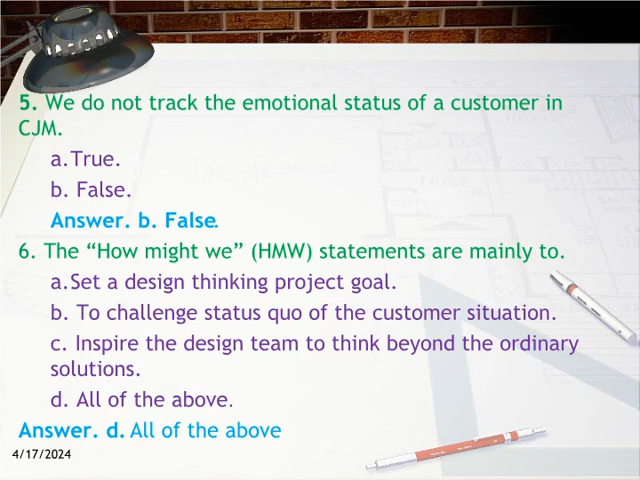 5. We do not track the emotional status of a customer in
CJM.
a.True.
b. False.
Answer. b. False.
6. The “How might we” (HMW) statements are mainly to.
a.Set a design thinking project goal.
b. To challenge status quo of the customer situation.
c. Inspire the design team to think beyond the ordinary
solutions.
d. All of the above.
Answer. d. All of the above
4/17/2024